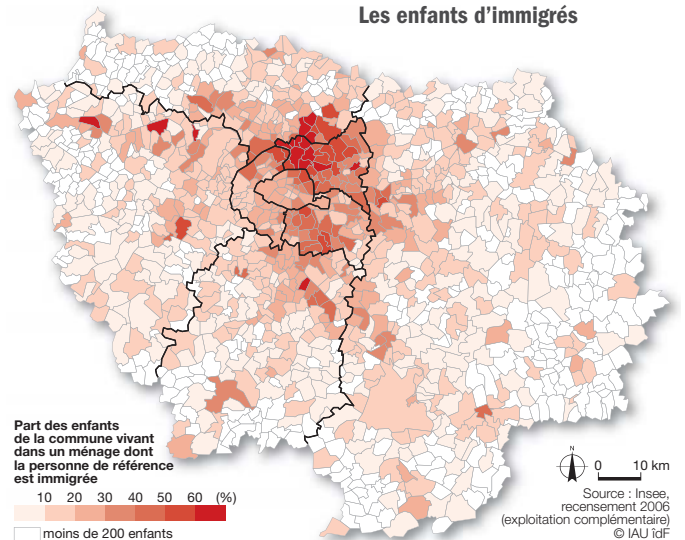 Les enfants d'immigrés
Part des enfants
de la commune vivant
dans un ménage dont
la personne de référence
est immigrée
10 20 30 40 50 60 (%)
moins de 200 enfants
N
0 10 km
Source : Insee,
recensement 2006
(exploitation complémentaire)
© IAU îdF